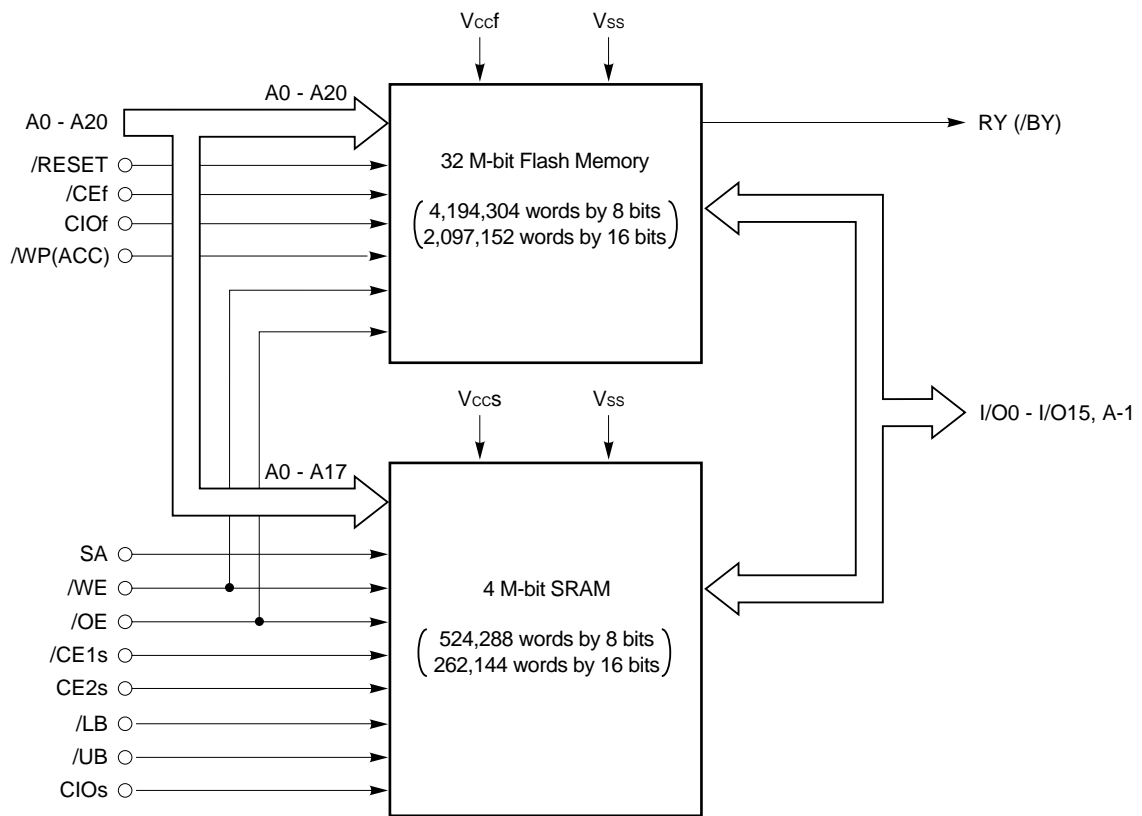 VCCf
VSS
A0 - A20
A0 - A20
/RESET
/CEf
CIOf
/WP(ACC)
32 M-bit Flash Memory
4,194,304 words by 8 bits
2,097,152 words by 16 bits
RY (/BY)
VCCs
VSS
I/O0 - I/O15, A-1
A0 - A17
SA
/WE
/OE
/CE1s
CE2s
/LB
/UB
CIOs
4 M-bit SRAM
524,288 words by 8 bits
262,144 words by 16 bits